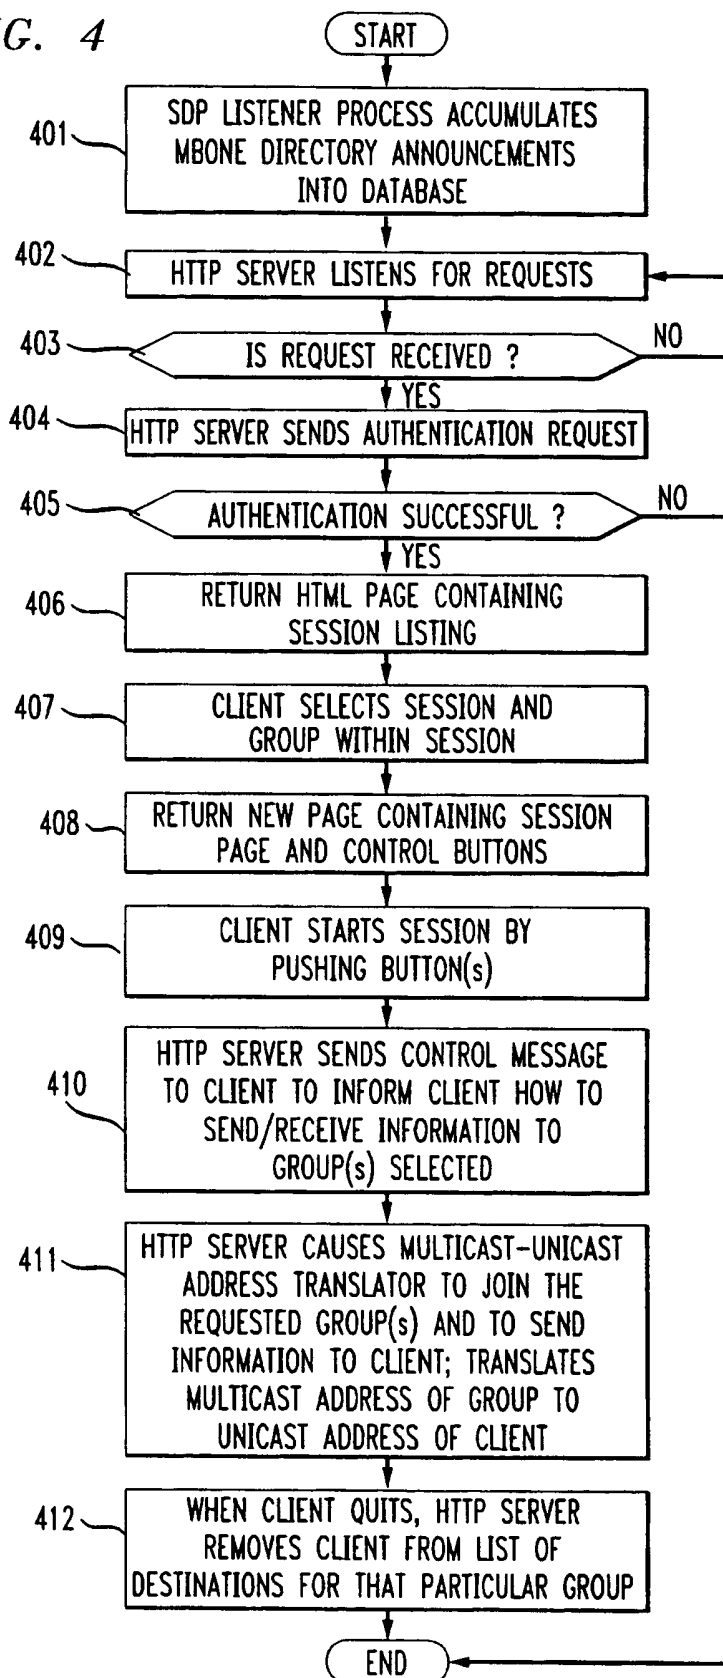 G. 4
START
401
SDP LISTENER PROCESS ACCUMULATES
MBONE DIRECTORY ANNOUNCEMENTS
INTO DATABASE
402
HTTP SERVER LISTENS FOR REQUESTS
403
IS REQUEST RECEIVED ?
NO
YES
404
HTTP SERVER SENDS AUTHENTICATION REQUEST
405
AUTHENTICATION SUCCESSFUL ?
NO
YES
406
RETURN HTML PAGE CONTAINING
SESSION LISTING
407
CLIENT SELECTS SESSION AND
GROUP WITHIN SESSION
408
RETURN NEW PAGE CONTAINING SESSION
PAGE AND CONTROL BUTTONS
409
CLIENT STARTS SESSION BY
PUSHING BUTTON(s)
410
HTTP SERVER SENDS CONTROL MESSAGE
TO CLIENT TO INFORM CLIENT HOW TO
SEND/RECEIVE INFORMATION TO
GROUP(s) SELECTED
411
HTTP SERVER CAUSES MULTICAST-UNICAST
ADDRESS TRANSLATOR TO JOIN THE
REQUESTED GROUP(s) AND TO SEND
INFORMATION TO CLIENT; TRANSLATES
MULTICAST ADDRESS OF GROUP TO
UNICAST ADDRESS OF CLIENT
412
WHEN CLIENT QUITS, HTTP SERVER
REMOVES CLIENT FROM LIST OF
DESTINATIONS FOR THAT PARTICULAR GROUP
END